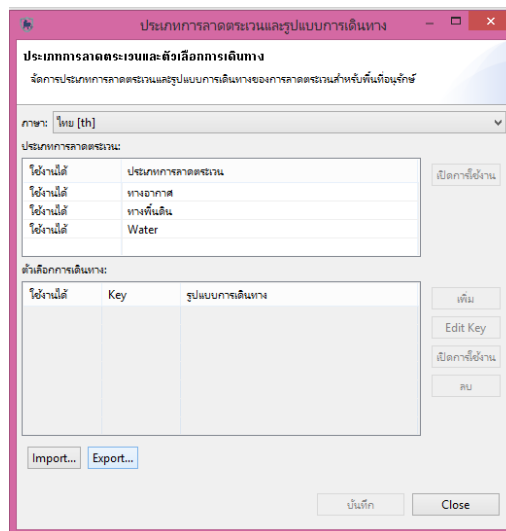 ประเภทการลาดตระเวนและรูปแบบการเดินทาง
ประเภทการลาดตระเวนและตัวเลือกการเดินทาง
จัดการประเภทการลาดตระเวนและรูปแบบการเดินทางของการลาดตระเวนสำหรับพื้นที่อนุรักษ์
ภาษา: ไทย [th]
ประเภทการลาดตระเวน:
ใช้งานได้ ประเภทการลาดตระเวน
ใช้งานได้ ทางอากาศ
ใช้งานได้ ทางพื้นดิน
ใช้งานได้ Water
เปิดการใช้งาน
ตัวเลือกการเดินทาง:
ใช้งานได้ Key รูปแบบการเดินทาง
เพิ่ม
Edit Key
เปิดการใช้งาน
ลบ
Import... Export...
บันทึก Close